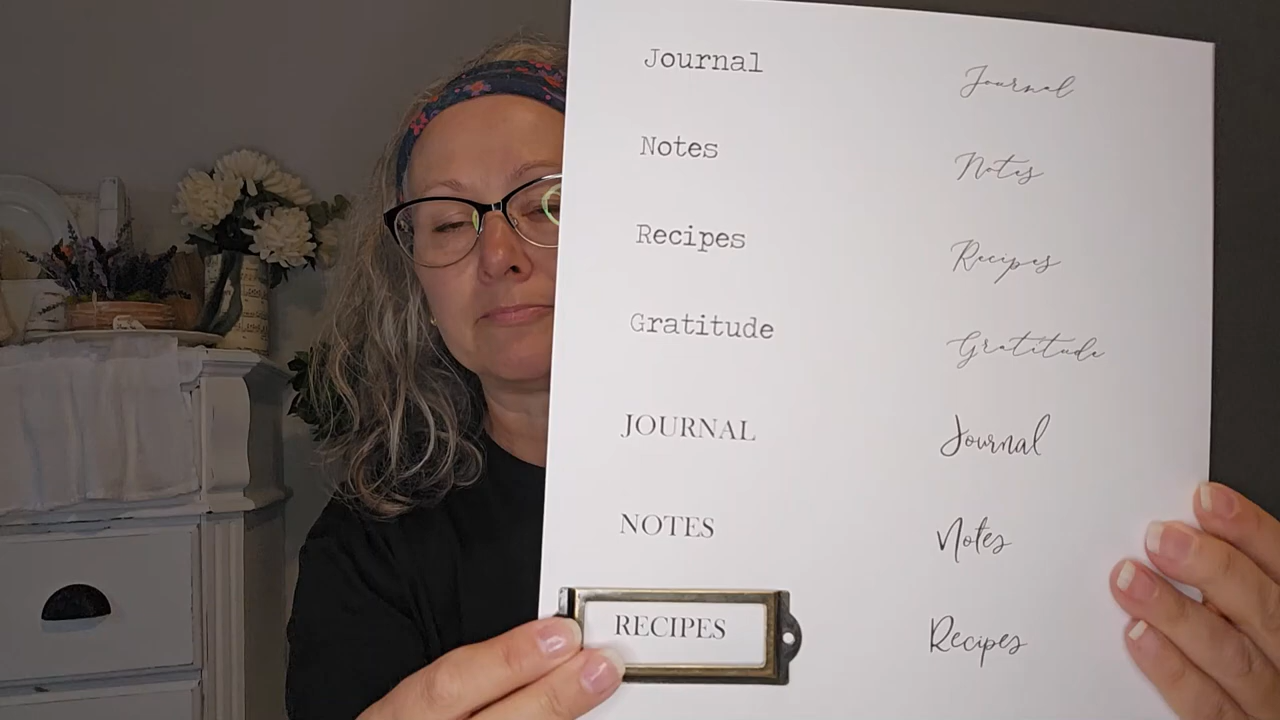 Journal
Notes
Recipes
Gratitude
JOURNAL
NOTES
RECIPES
Journal
Notes
Recipes
Gratitude
Journal
Notes
Recipes